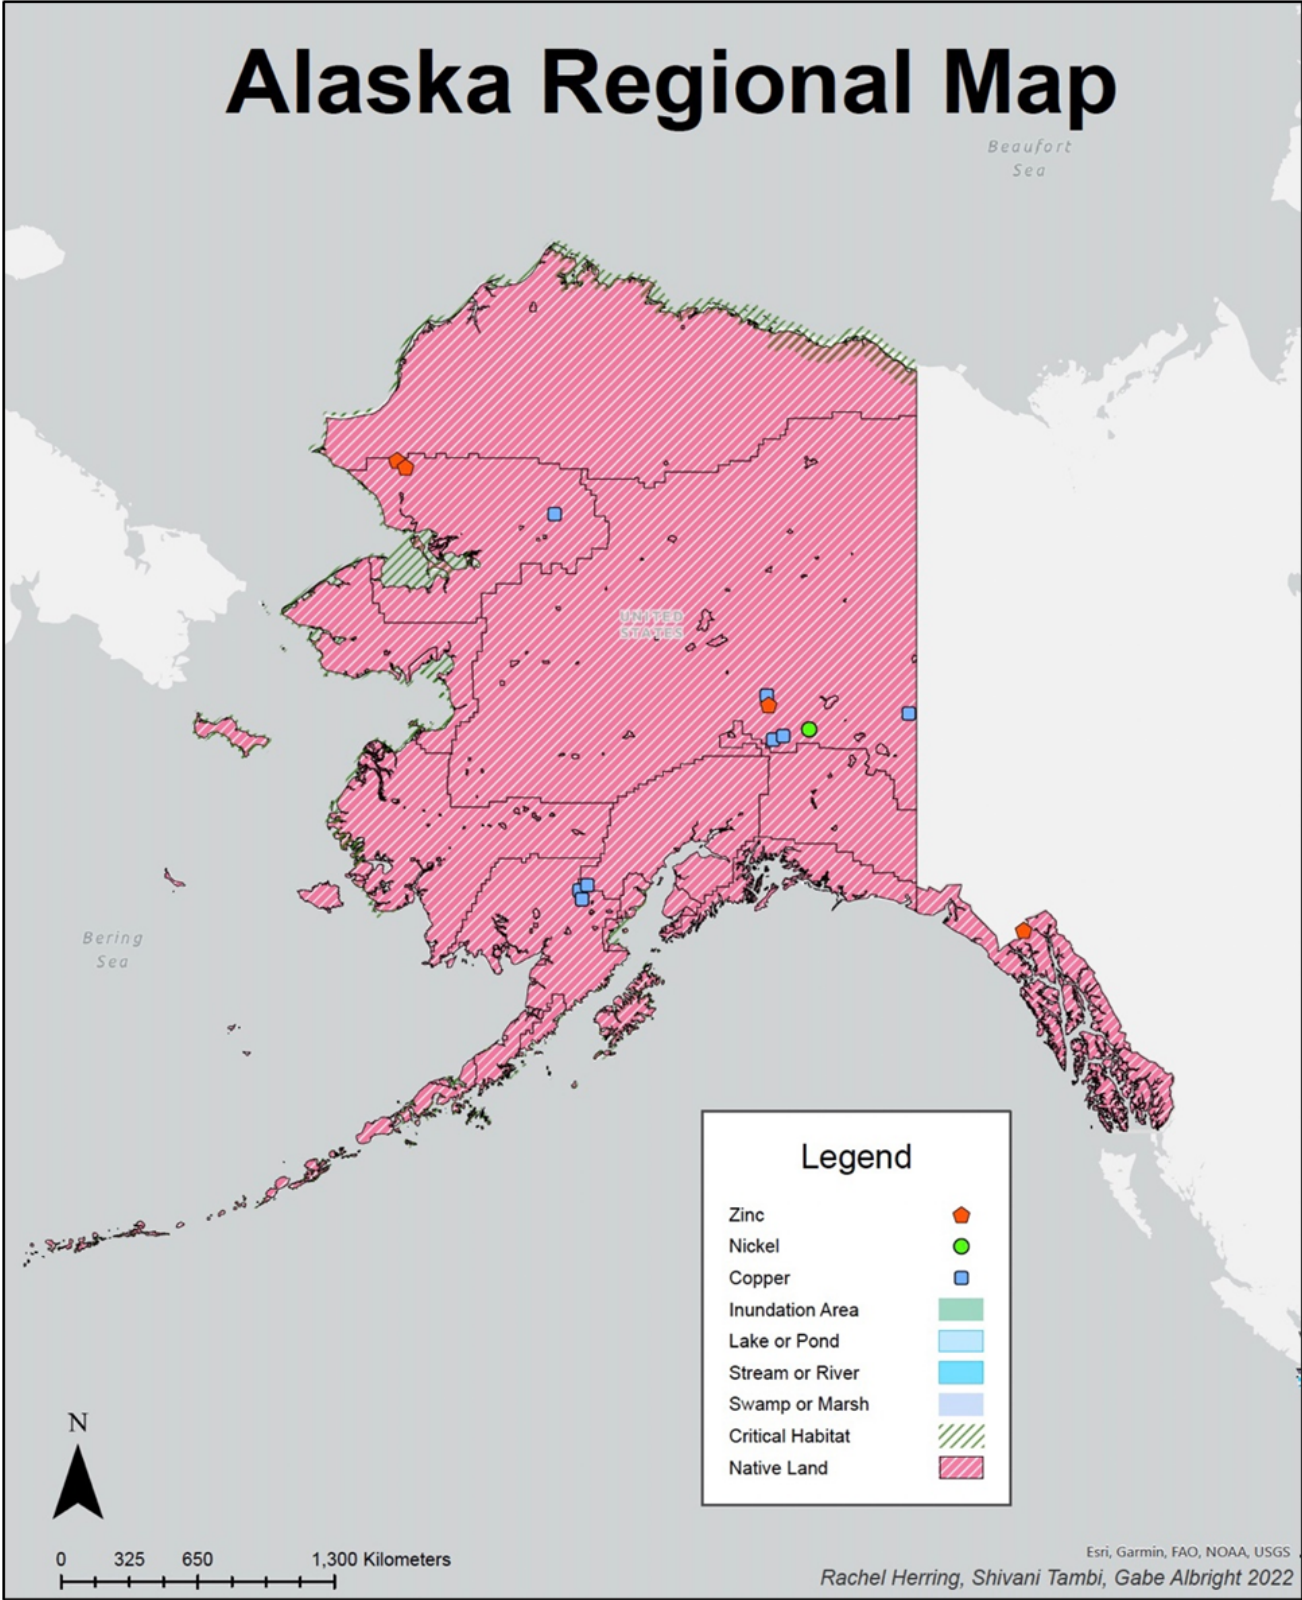 Alaska Regional Map
Beaufort
Sea
UNITED
STATES
Bering
Sea
Legend
Zinc
Nickel
Copper
Inundation Area
Lake or Pond
Stream or River
Swamp or Marsh
Critical Habitat
Native Land
N
0 325 650 1,300 Kilometers
Esri, Garmin, FAO, NOAA, USGS
Rachel Herring, Shivani Tambi, Gabe Albright 2022